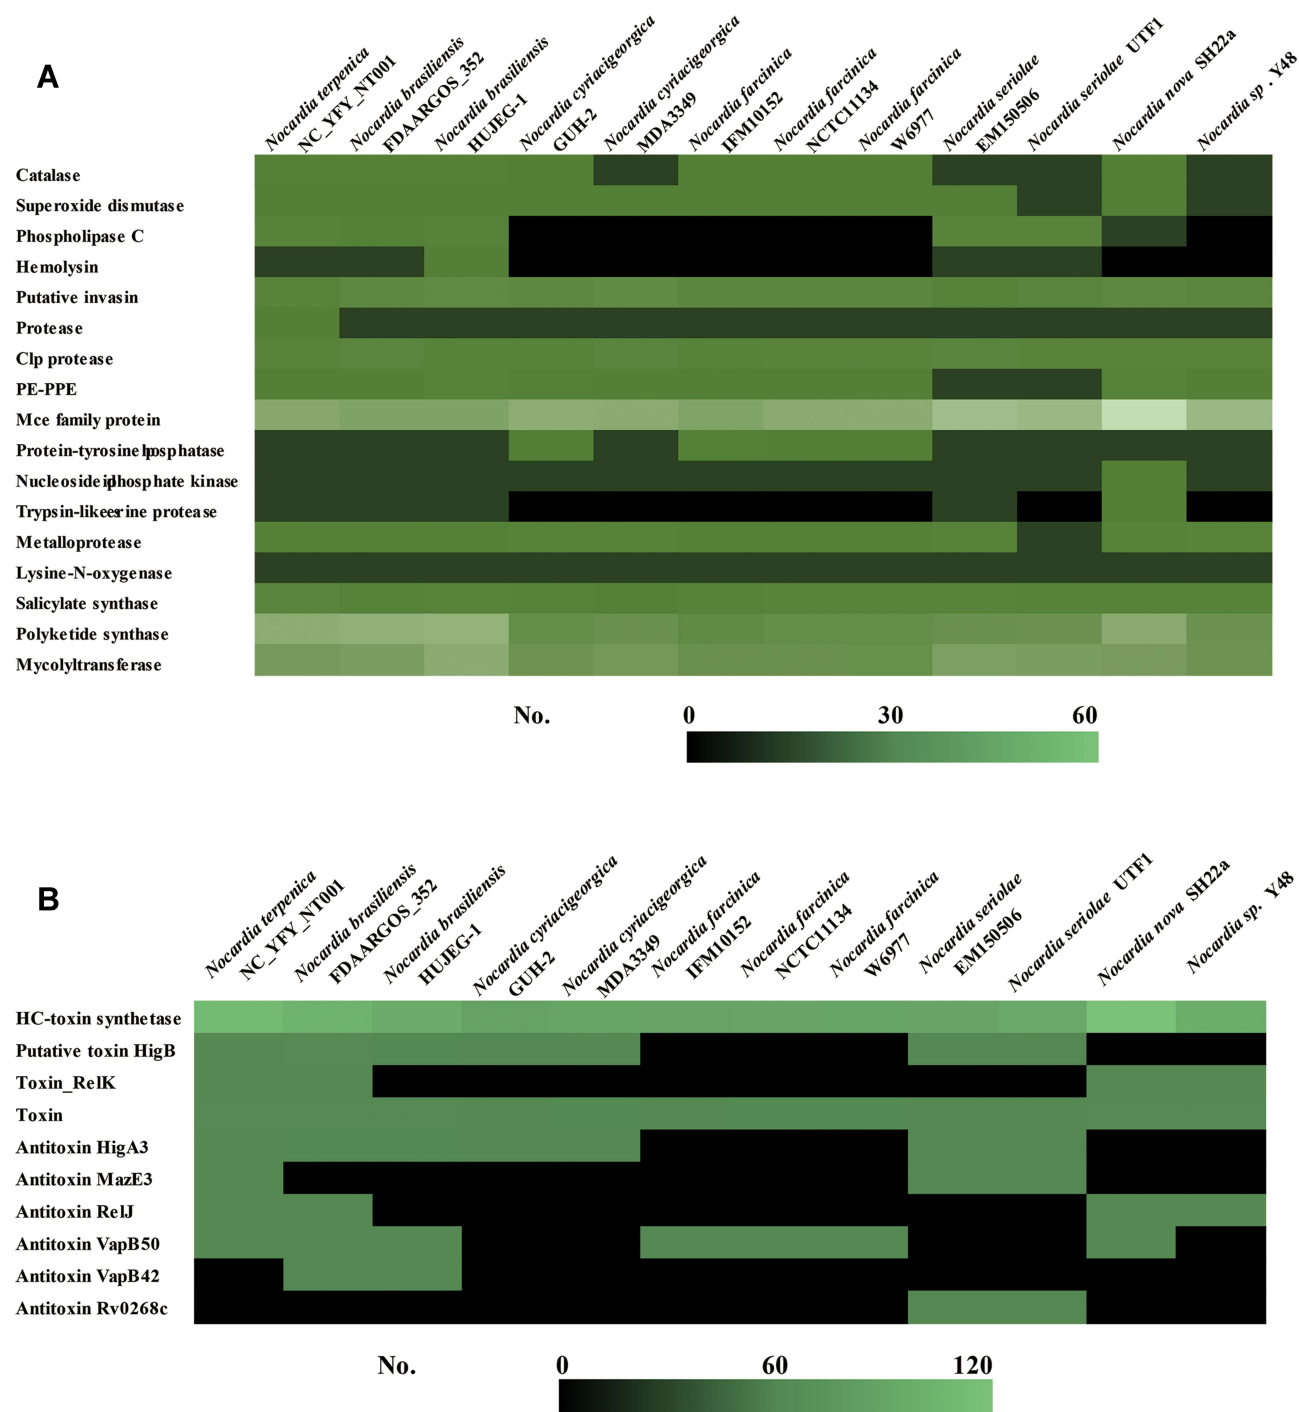 A
Nocardia terpenica
NC_YFY_NT001
Nocardia brasiliensis
FDAARGOS_352
Nocardia brasiliensis
HUJEG-1
Nocardia cyriacigeorgica
GUH-2
Nocardia cyriacigeorgica
MDA3349
Nocardia farcinica
IFM10152
Nocardia farcinica
NCTC11134
Nocardia farcinica
W6977
Nocardia seriolae
EM150506
Nocardia seriolae UTF1
Nocardia nova SH22a
Nocardia sp. Y48
Catalase
Superoxide dismutase
Phospholipase C
Hemolysin
Putative invasin
Protease
Clp protease
PE-PPE
Mce family protein
Protein-tyrosine phosphatase
Nucleoside diphosphate kinase
Trypsin-like serine protease
Metalloprotease
Lysine-N-oxygenase
Salicylate synthase
Polyketide synthase
Mycolyltransferase
No. 0 30 60
B
Nocardia terpenica
NC_YFY_NT001
Nocardia brasiliensis
FDAARGOS_352
Nocardia brasiliensis
HUJEG-1
Nocardia cyriacigeorgica
GUH-2
Nocardia cyriacigeorgica
MDA3349
Nocardia farcinica
IFM10152
Nocardia farcinica
NCTC11134
Nocardia farcinica
W6977
Nocardia seriolae
EM150506
Nocardia seriolae UTF1
Nocardia nova SH22a
Nocardia sp. Y48
HC-toxin synthetase
Putative toxin HigB
Toxin_RelK
Toxin
Antitoxin HigA3
Antitoxin MazE3
Antitoxin RelJ
Antitoxin VapB50
Antitoxin VapB42
Antitoxin Rv0268c
No. 0 60 120